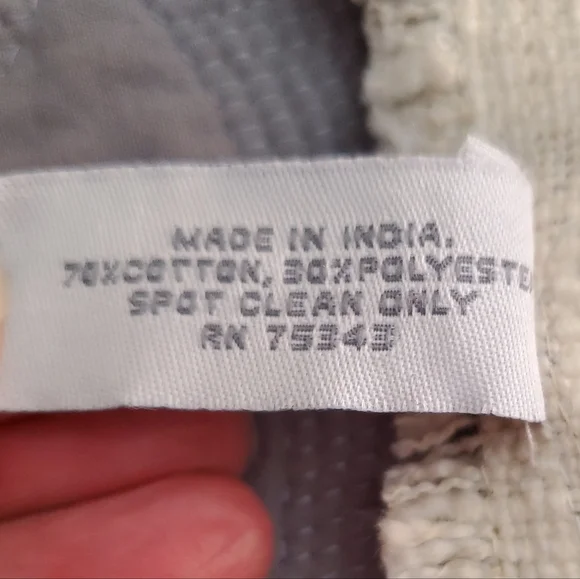 MADE IN INDIA.
70%COTTON, 30%POLYESTE
SPOT CLEAN ONLY
RN 75343